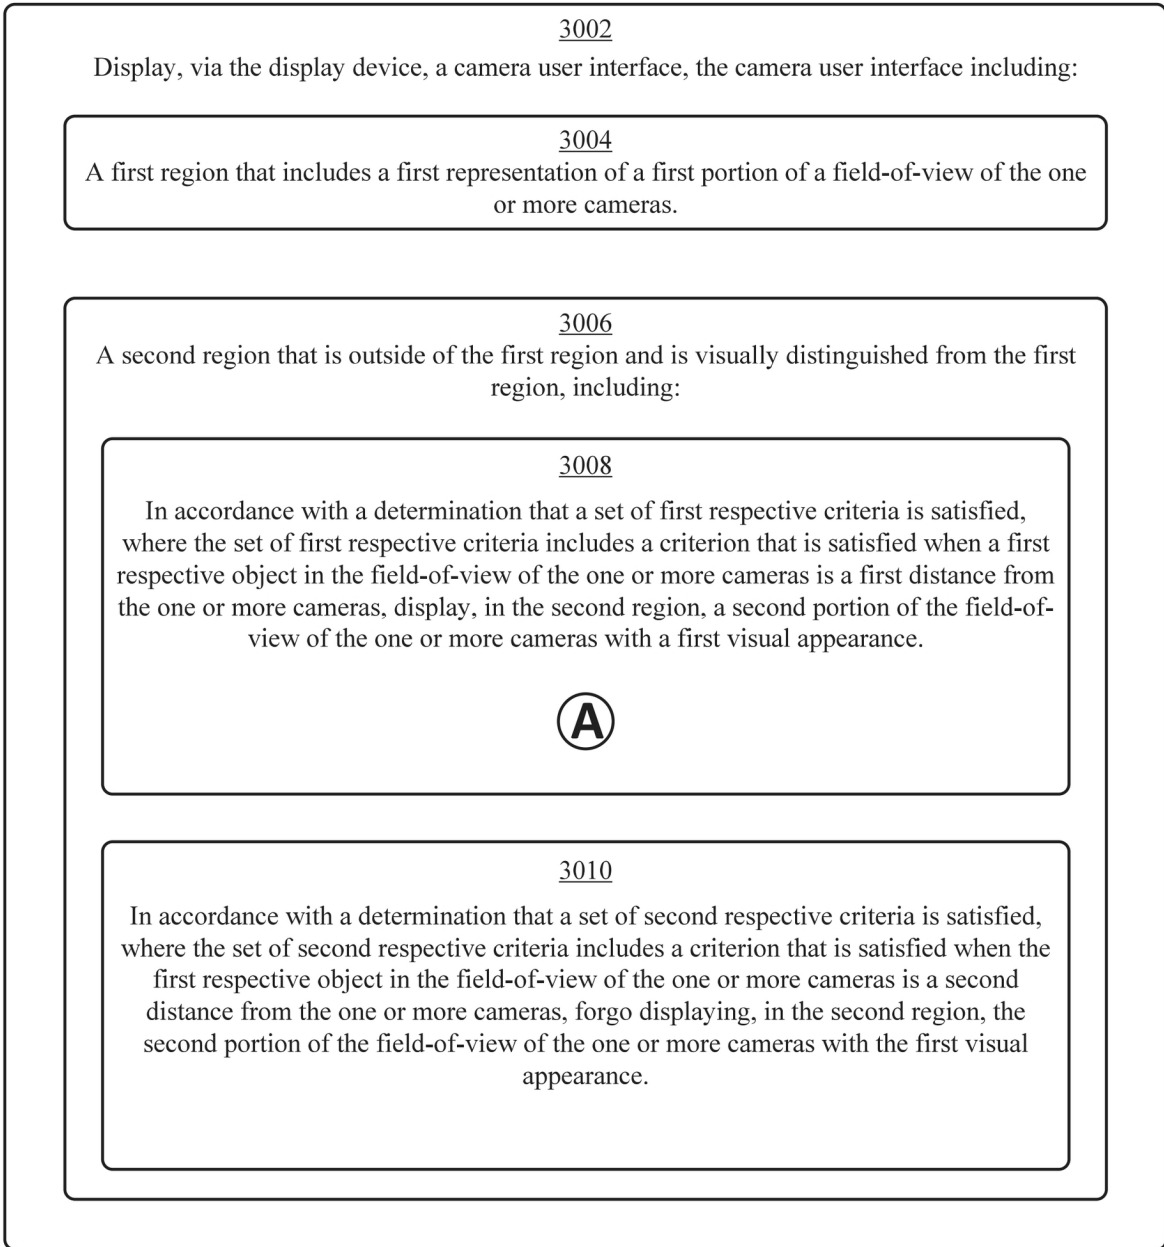 3002
Display, via the display device, a camera user interface, the camera user interface including:
3004
A first region that includes a first representation of a first portion of a field-of-view of the one
or more cameras.
3006
A second region that is outside of the first region and is visually distinguished from the first
region, including:
3008
In accordance with a determination that a set of first respective criteria is satisfied,
where the set of first respective criteria includes a criterion that is satisfied when a first
respective object in the field-of-view of the one or more cameras is a first distance from
the one or more cameras, display, in the second region, a second portion of the field-of-
view of the one or more cameras with a first visual appearance.
A
3010
In accordance with a determination that a set of second respective criteria is satisfied,
where the set of second respective criteria includes a criterion that is satisfied when the
first respective object in the field-of-view of the one or more cameras is a second
distance from the one or more cameras, forgo displaying, in the second region, the
second portion of the field-of-view of the one or more cameras with the first visual
appearance.